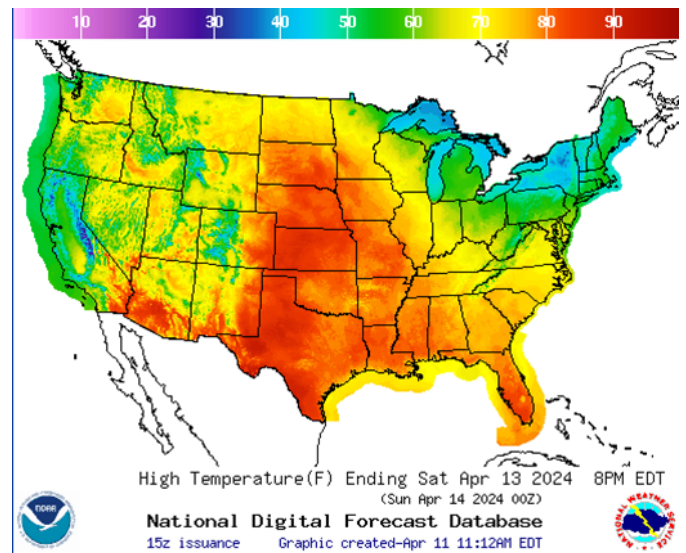 10 20 30 40 50 60 70 80 90
High Temperature(F) Ending Sat Apr 13 2024 8PM EDT
(Sun Apr 14 2024 00Z)
National Digital Forecast Database
15z issuance Graphic created-Apr 11 11:12AM EDT
NOAA
NATIONAL WEATHER SERVICE